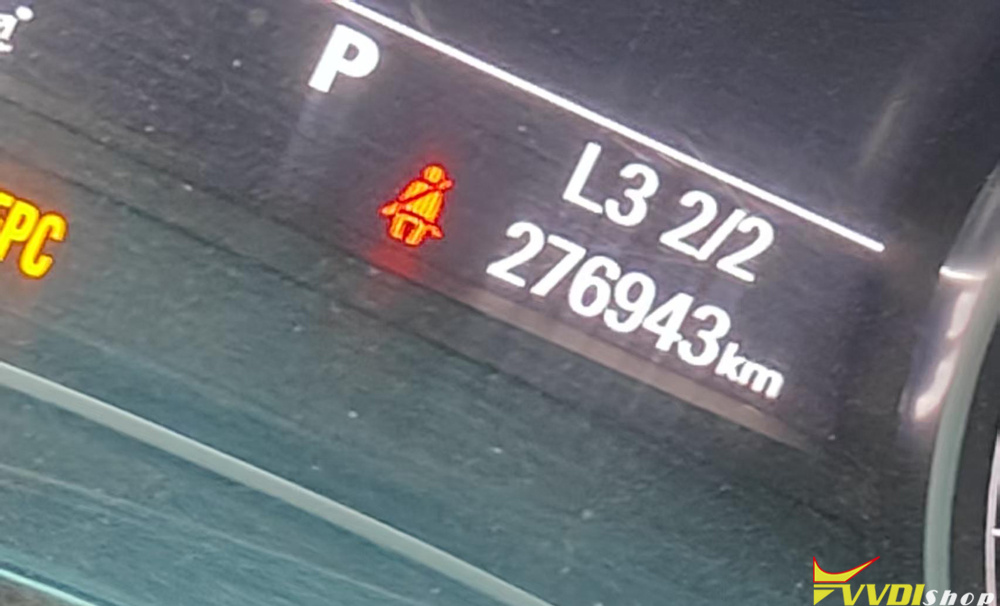 P
L3 2/2
276943km
EPC
VVDIshop